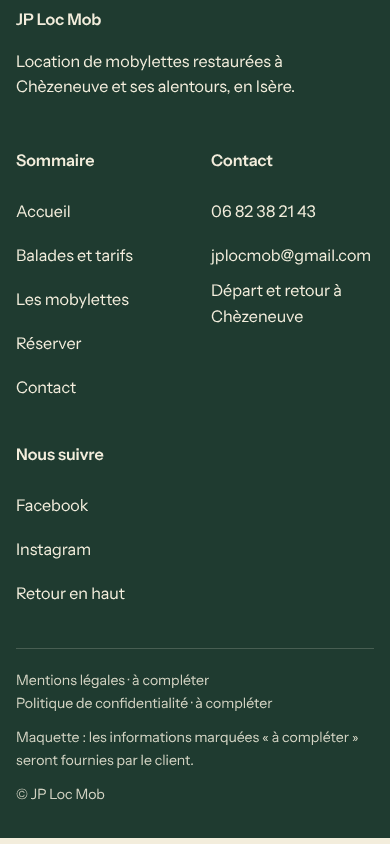 JP Loc Mob
Location de mobylettes restaurées à
Chèzeneuve et ses alentours, en Isère.
Sommaire
Accueil
Balades et tarifs
Les mobylettes
Réserver
Contact
Contact
06 82 38 21 43
jplocmob@gmail.com
Départ et retour à
Chèzeneuve
Nous suivre
Facebook
Instagram
Retour en haut
Mentions légales · à compléter
Politique de confidentialité · à compléter
Maquette : les informations marquées « à compléter »
seront fournies par le client.
© JP Loc Mob